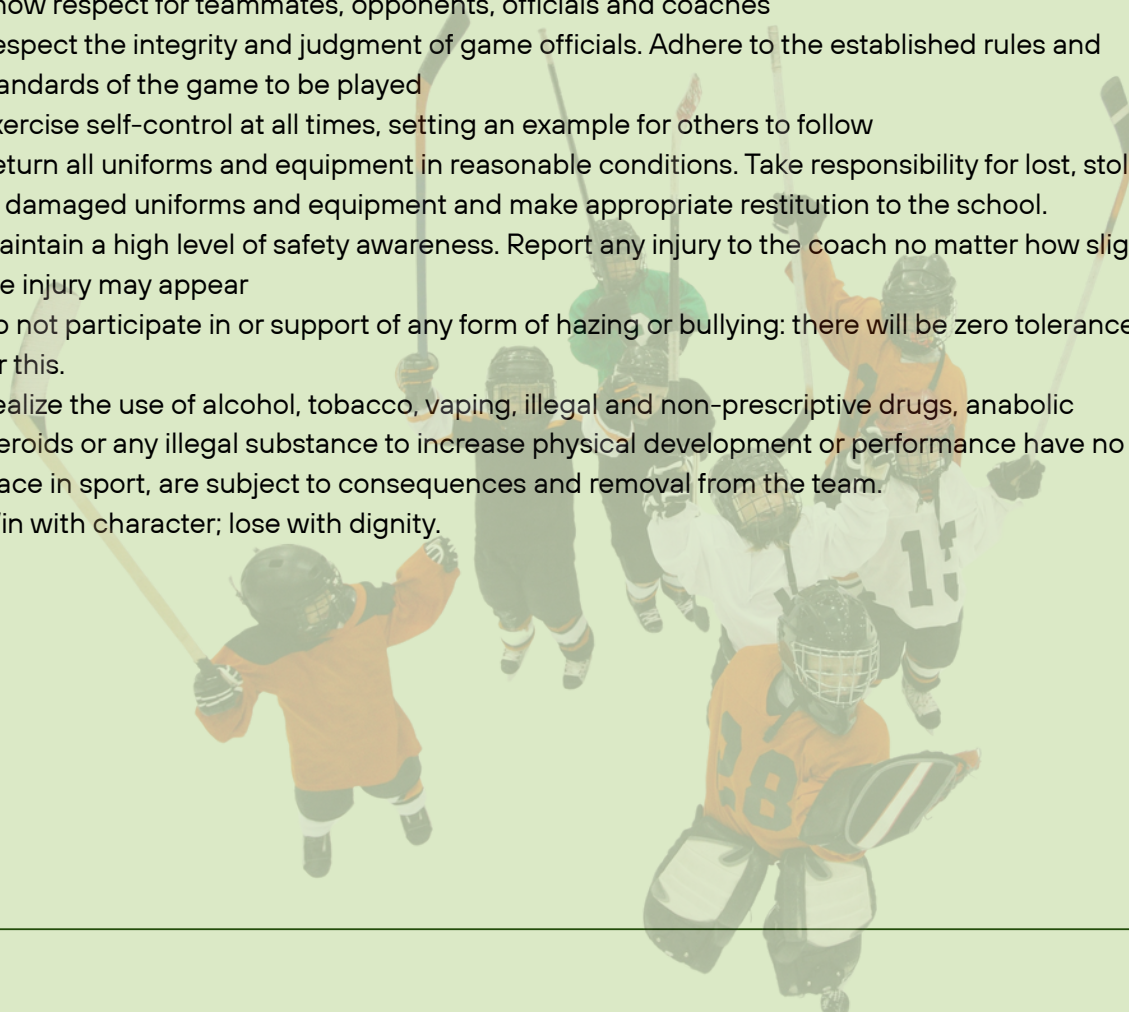 how respect for teammates, opponents, officials and coaches
espect the integrity and judgment of game officials. Adhere to the established rules and
andards of the game to be played
xercise self-control at all times, setting an example for others to follow
eturn all uniforms and equipment in reasonable conditions. Take responsibility for lost, stol
damaged uniforms and equipment and make appropriate restitution to the school.
aintain a high level of safety awareness. Report any injury to the coach no matter how slig
e injury may appear
o not participate in or support of any form of hazing or bullying: there will be zero tolerance
r this.
ealize the use of alcohol, tobacco, vaping, illegal and non-prescriptive drugs, anabolic
eroids or any illegal substance to increase physical development or performance have no
ace in sport, are subject to consequences and removal from the team.
in with character; lose with dignity.
28